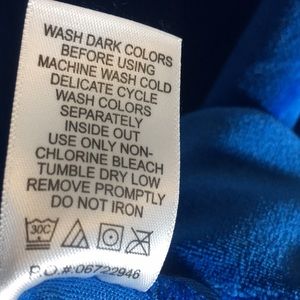 WASH DARK COLORS
BEFORE USING
MACHINE WASH COLD
DELICATE CYCLE
WASH COLORS
SEPARATELY
INSIDE OUT
USE ONLY NON-
CHLORINE BLEACH
TUMBLE DRY LOW
REMOVE PROMPTLY
DO NOT IRON
30C
P.O.#:06722946